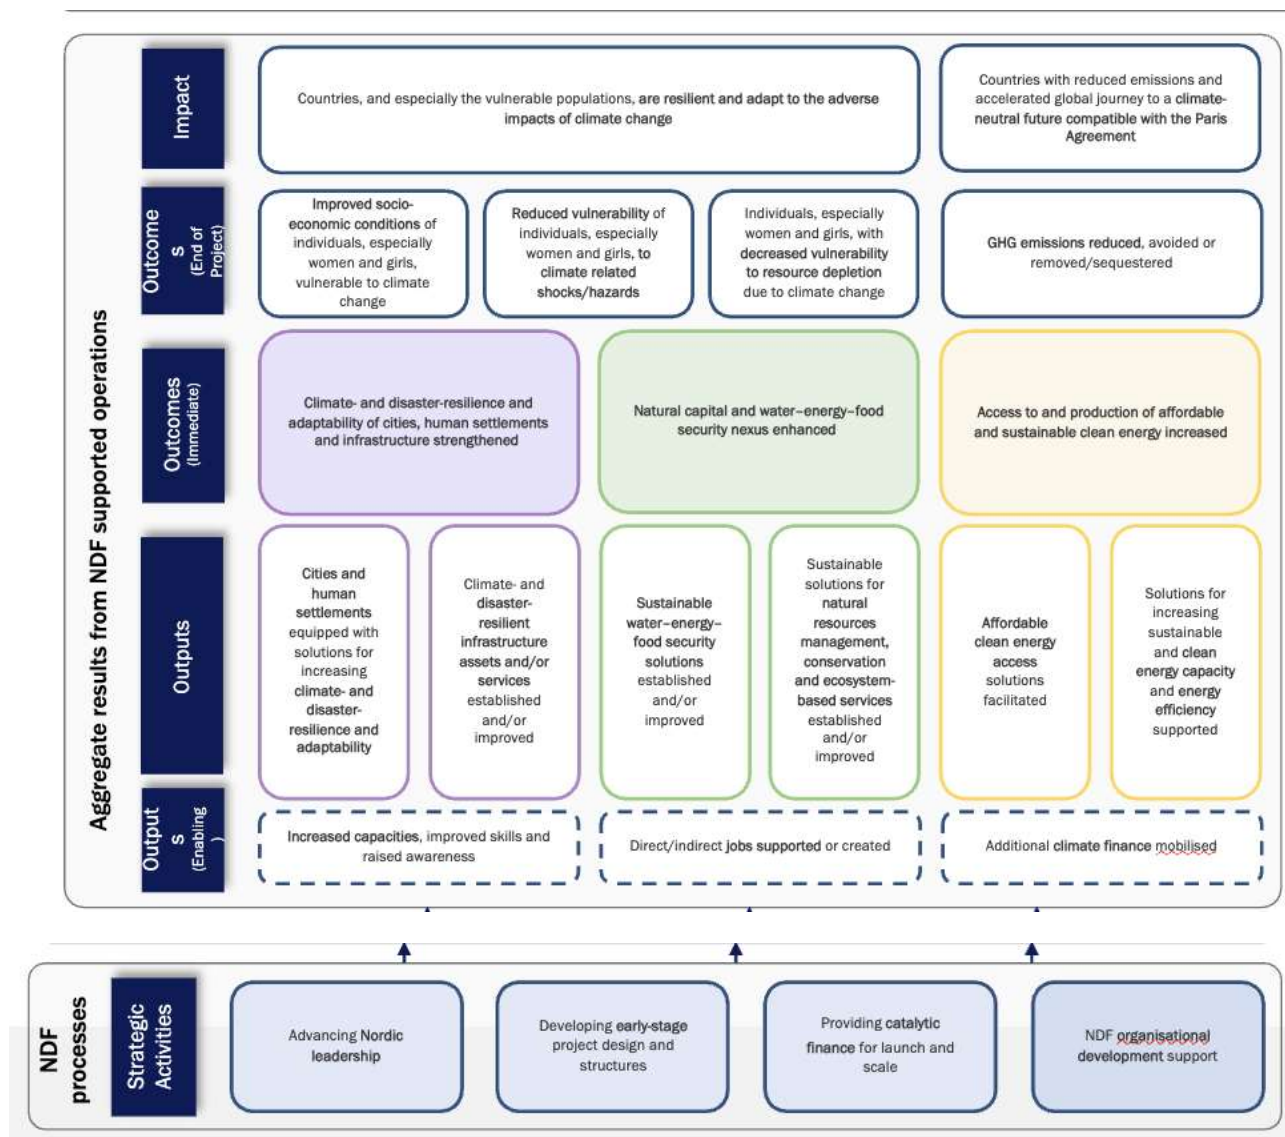 Aggregate results from NDF supported operations
Impact
Countries, and especially the vulnerable populations, are resilient and adapt to the adverse
impacts of climate change
Countries with reduced emissions and
accelerated global journey to a climate-
neutral future compatible with the Paris
Agreement
Outcome
s
(End of
Project)
Improved socio-
economic conditions of
individuals, especially
women and girls,
vulnerable to climate
change
Reduced vulnerability of
individuals, especially
women and girls, to
climate related
shocks/hazards
Individuals, especially
women and girls, with
decreased vulnerability
to resource depletion
due to climate change
GHG emissions reduced, avoided or
removed/sequestered
Outcomes
(Immediate)
Climate- and disaster-resilience and
adaptability of cities, human settlements
and infrastructure strengthened
Natural capital and water–energy–food
security nexus enhanced
Access to and production of affordable
and sustainable clean energy increased
Outputs
Cities and
human
settlements
equipped with
solutions for
increasing
climate- and
disaster-
resilience and
adaptability
Climate- and
disaster-
resilient
infrastructure
assets and/or
services
established
and/or
improved
Sustainable
water–energy–
food security
solutions
established
and/or
improved
Sustainable
solutions for
natural
resources
management,
conservation
and ecosystem-
based services
established
and/or
improved
Affordable
clean energy
access
solutions
facilitated
Solutions for
increasing
sustainable
and clean
energy capacity
and energy
efficiency
supported
Output
s
(Enabling
)
Increased capacities, improved skills and
raised awareness
Direct/indirect jobs supported or created
Additional climate finance mobilised
NDF
processes
Strategic
Activities
Advancing Nordic
leadership
Developing early-stage
project design and
structures
Providing catalytic
finance for launch and
scale
NDF organisational
development support